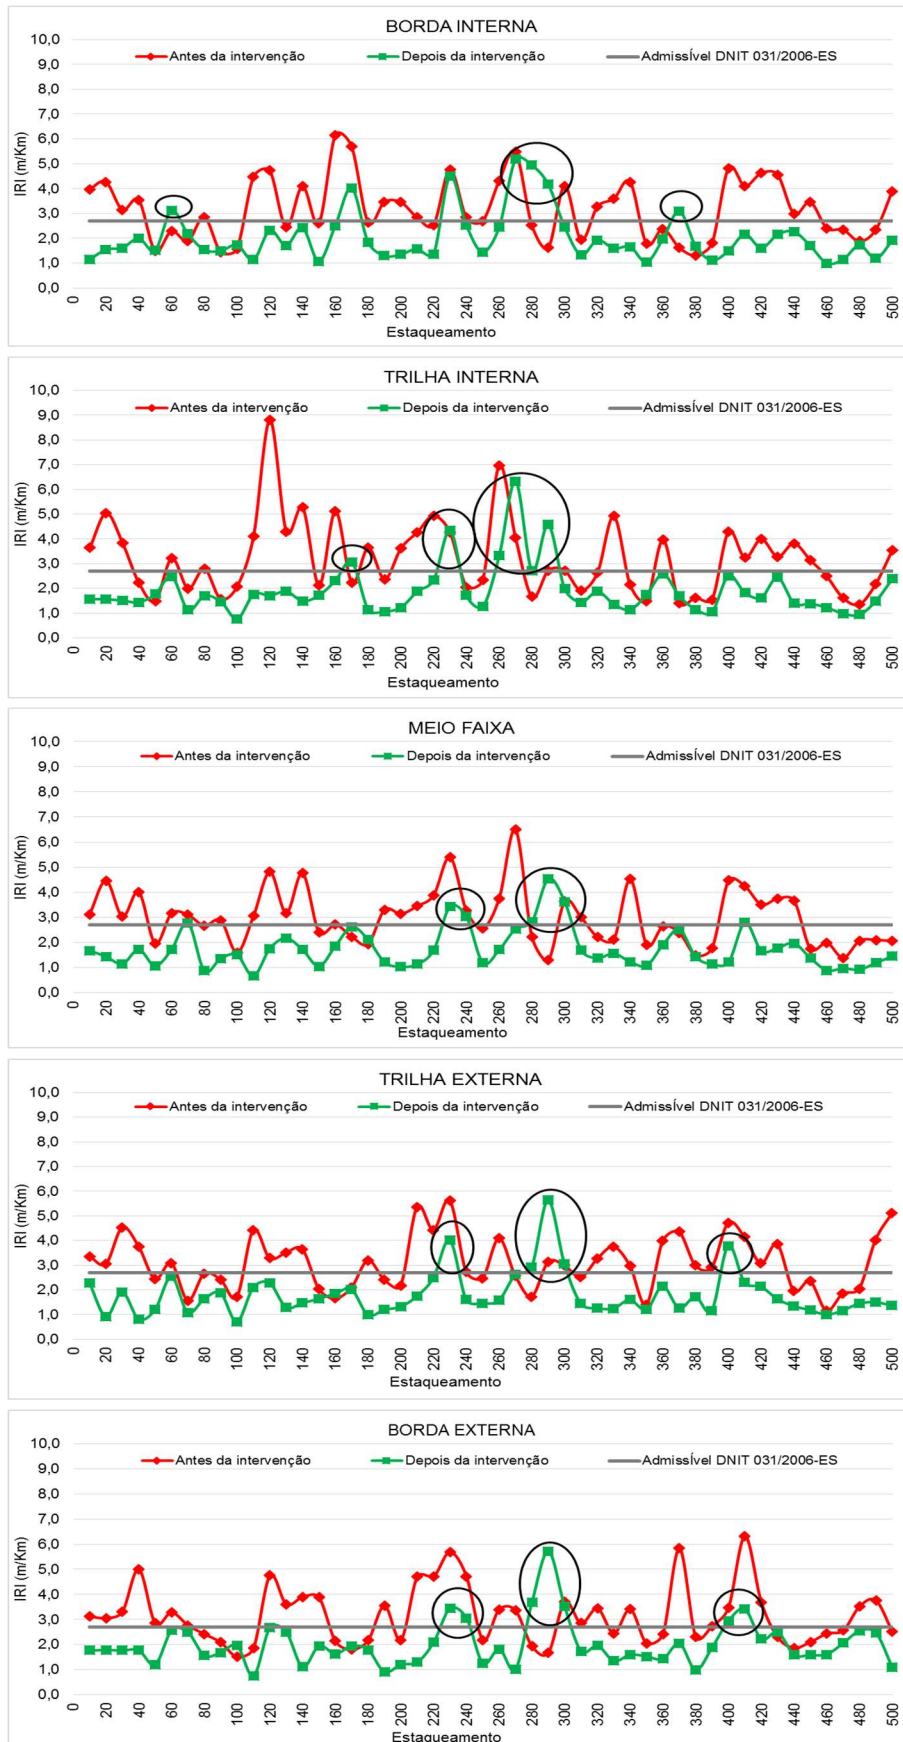 BORDA INTERNA
Antes da intervenção Depois da intervenção Admissível DNIT 031/2006-ES
IRI (m/Km)
10,0
9,0
8,0
7,0
6,0
5,0
4,0
3,0
2,0
1,0
0,0
0 20 40 60 80 100 120 140 160 180 200 220 240 260 280 300 320 340 360 380 400 420 440 460 480 500
Estaqueamento
TRILHA INTERNA
Antes da intervenção Depois da intervenção Admissível DNIT 031/2006-ES
IRI (m/Km)
10,0
9,0
8,0
7,0
6,0
5,0
4,0
3,0
2,0
1,0
0,0
0 20 40 60 80 100 120 140 160 180 200 220 240 260 280 300 320 340 360 380 400 420 440 460 480 500
Estaqueamento
MEIO FAIXA
Antes da intervenção Depois da intervenção Admissível DNIT 031/2006-ES
IRI (m/Km)
10,0
9,0
8,0
7,0
6,0
5,0
4,0
3,0
2,0
1,0
0,0
0 20 40 60 80 100 120 140 160 180 200 220 240 260 280 300 320 340 360 380 400 420 440 460 480 500
Estaqueamento
TRILHA EXTERNA
Antes da intervenção Depois da intervenção Admissível DNIT 031/2006-ES
IRI (m/Km)
10,0
9,0
8,0
7,0
6,0
5,0
4,0
3,0
2,0
1,0
0,0
0 20 40 60 80 100 120 140 160 180 200 220 240 260 280 300 320 340 360 380 400 420 440 460 480 500
Estaqueamento
BORDA EXTERNA
Antes da intervenção Depois da intervenção Admissível DNIT 031/2006-ES
IRI (m/Km)
10,0
9,0
8,0
7,0
6,0
5,0
4,0
3,0
2,0
1,0
0,0
0 20 40 60 80 100 120 140 160 180 200 220 240 260 280 300 320 340 360 380 400 420 440 460 480 500
Estaqueamento